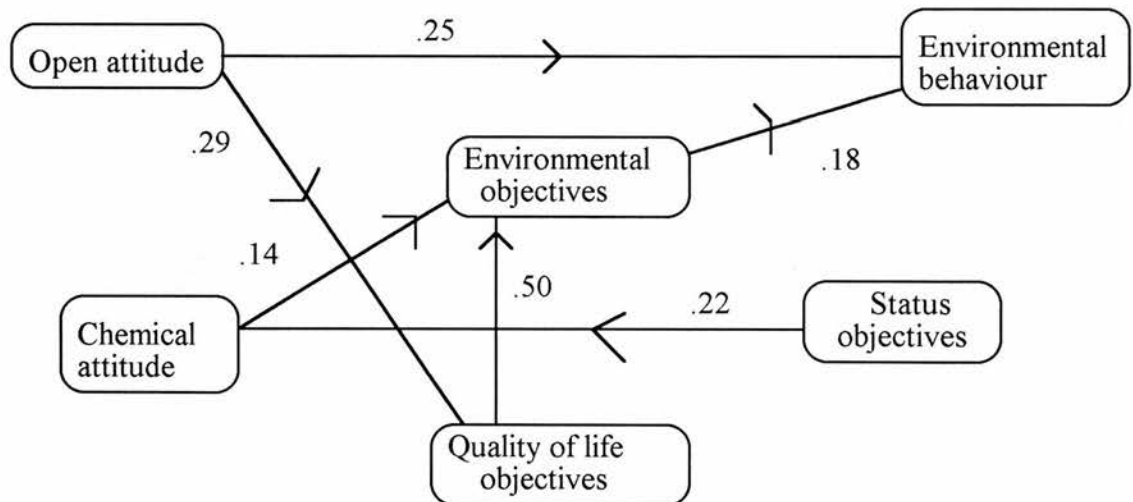 .25
Open attitude
Environmental
behaviour
.29
Environmental
objectives
.18
.14
.50
.22
Status
objectives
Chemical
attitude
Quality of life
objectives